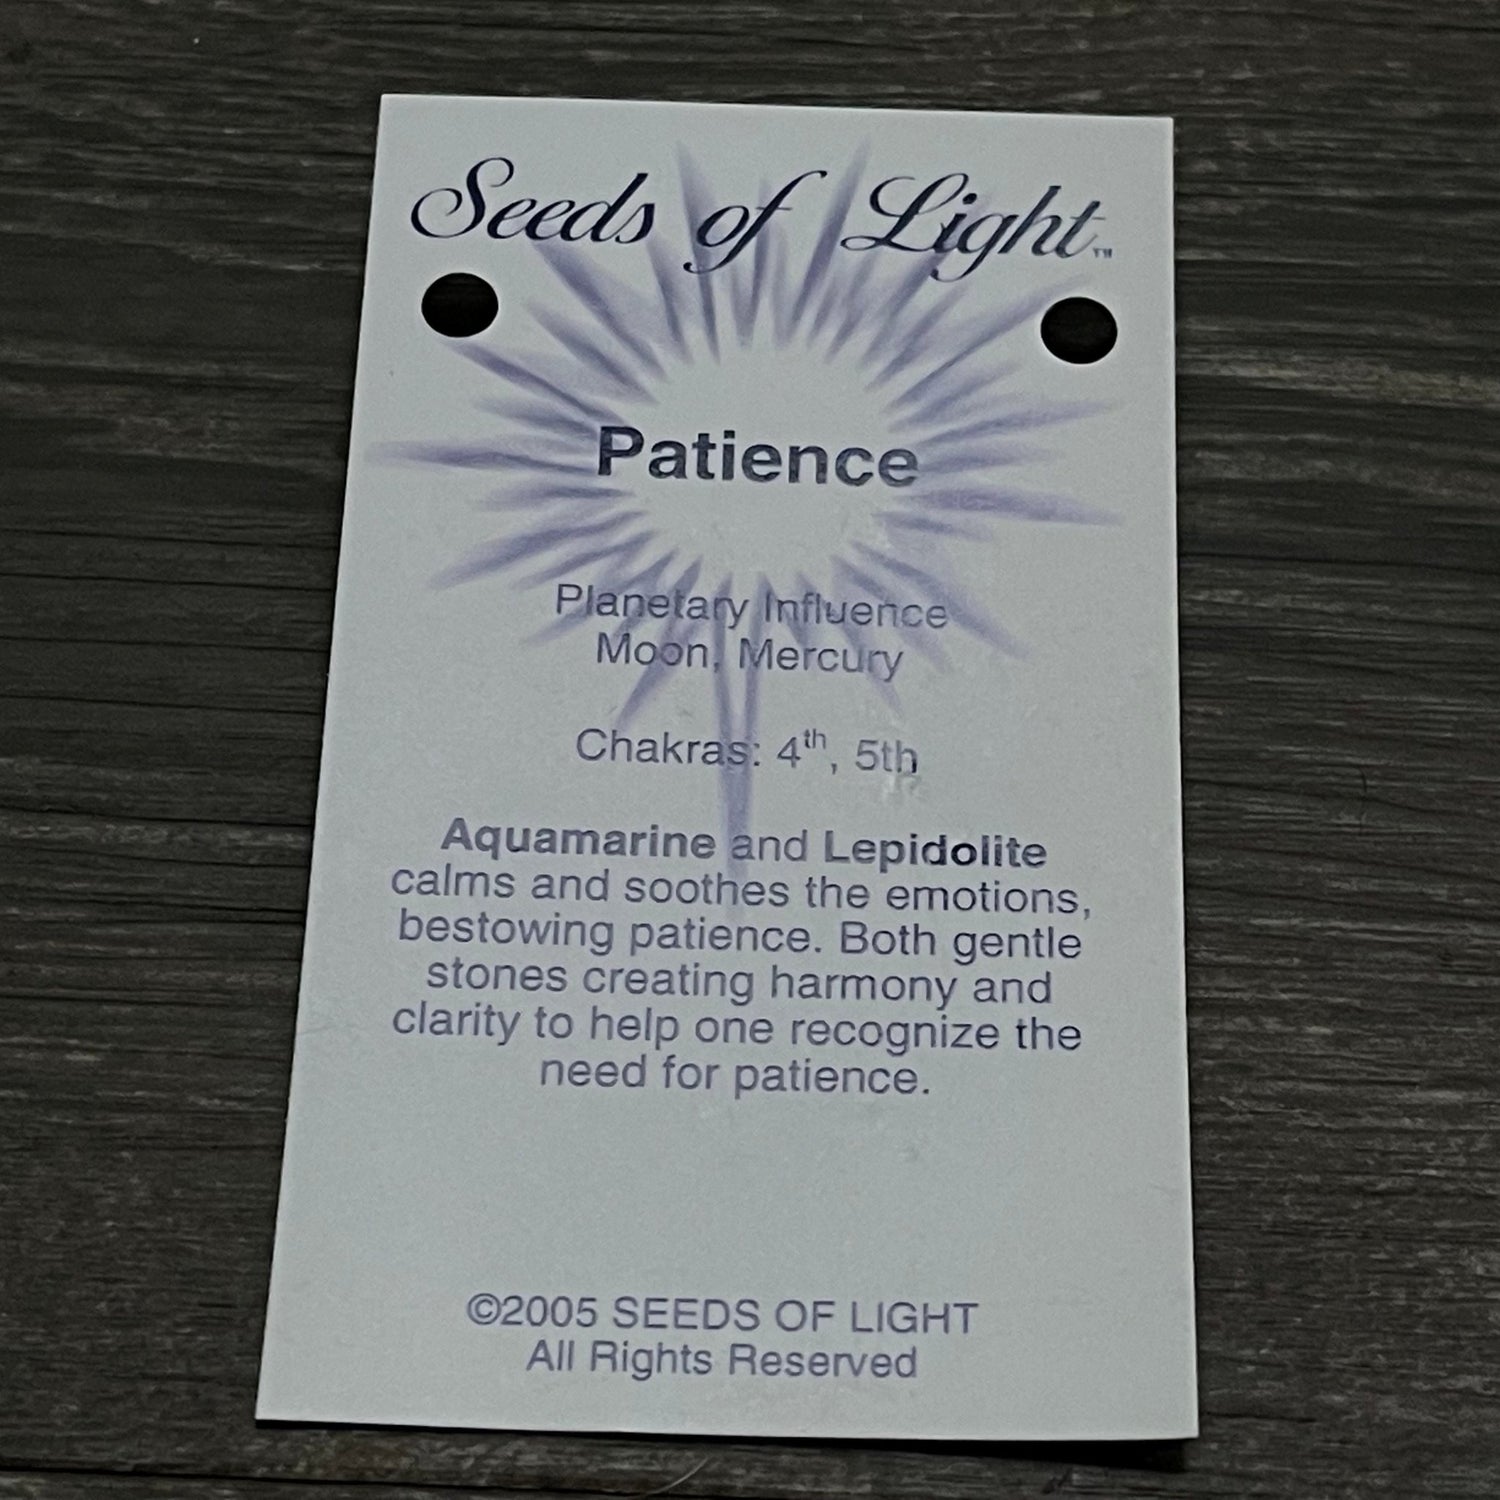 Seeds of Light™
Patience
Planetary Influence
Moon, Mercury
Chakras: 4th, 5th
Aquamarine and Lepidolite
calms and soothes the emotions,
bestowing patience. Both gentle
stones creating harmony and
clarity to help one recognize the
need for patience.
©2005 SEEDS OF LIGHT
All Rights Reserved